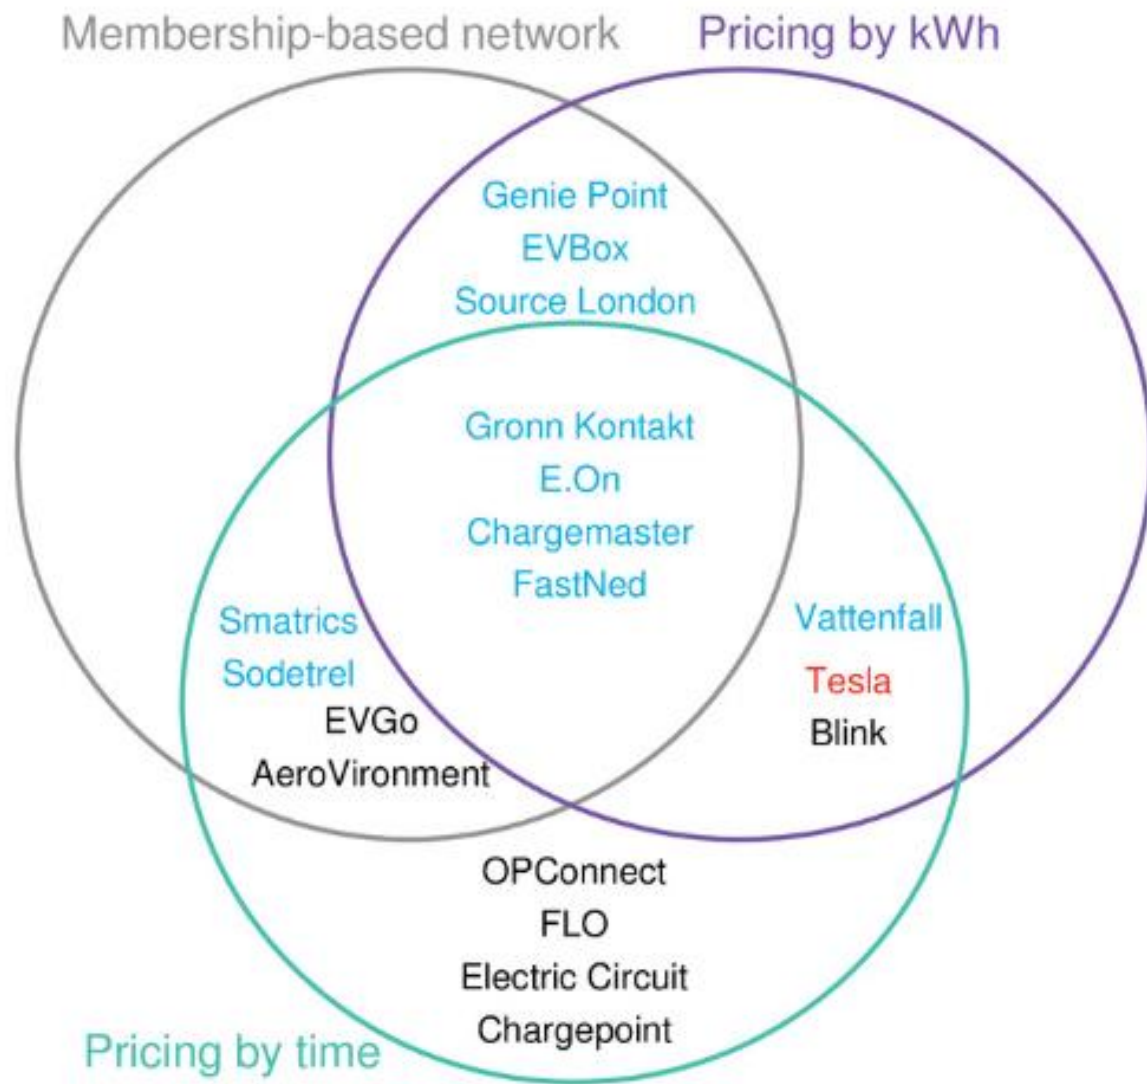 Membership-based network
Pricing by kWh
Genie Point
EVBox
Source London
Gronn Kontakt
E.On
Chargemaster
FastNed
Smatrics
Sodetrel
EVGo
AeroVironment
Vattenfall
Tesla
Blink
OPConnect
FLO
Electric Circuit
Chargepoint
Pricing by time